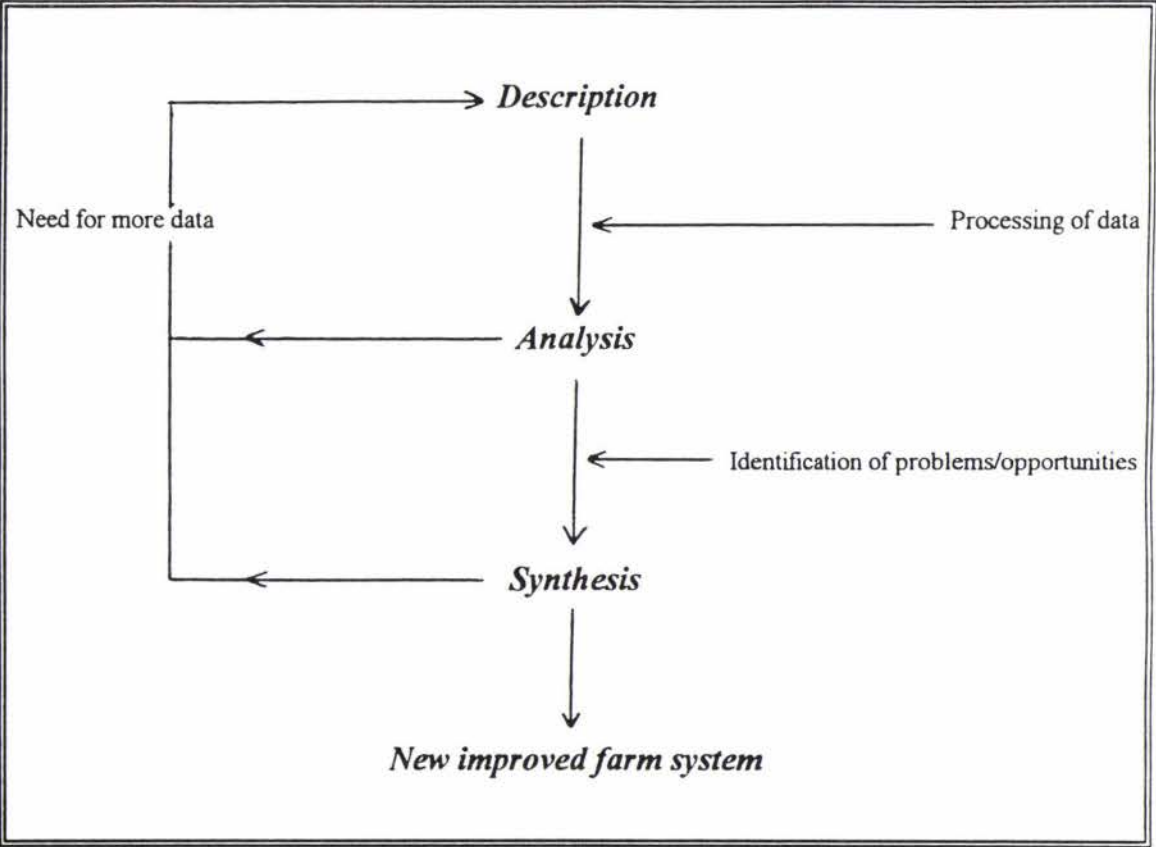 Description
Need for more data
Processing of data
Analysis
Identification of problems/opportunities
Synthesis
New improved farm system